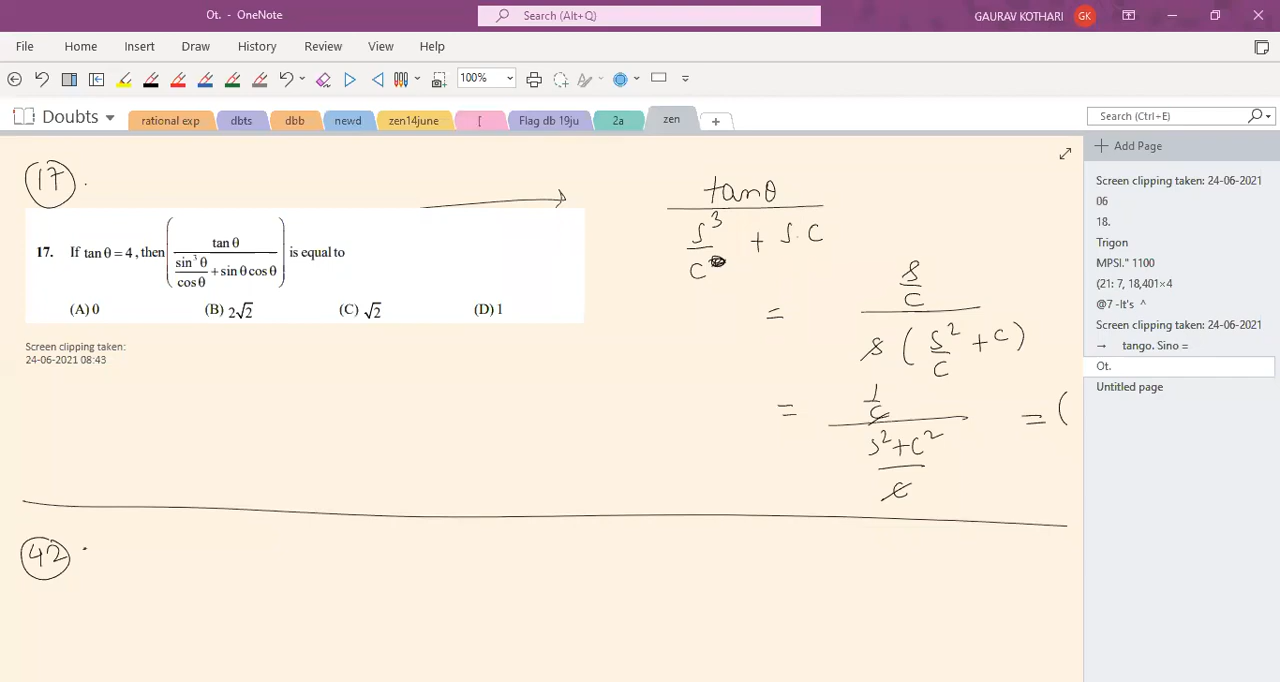 Ot. - OneNote
Search (Alt+Q)
GAURAV KOTHARI GK
File Home Insert Draw History Review View Help
100%
Doubts rational exp dbts dbb newd zen14june [ Flag db 19ju 2a zen +
Search (Ctrl+E)
Add Page
Screen clipping taken: 24-06-2021
06
18.
Trigon
MPSI." 1100
(21: 7, 18,401×4
@7 -It's ^
Screen clipping taken: 24-06-2021
→ tango. Sino =
Ot.
Untitled page
17.
17. If tan θ = 4, then ( tan θ / ( sin³ θ / cos θ + sin θ cos θ ) ) is equal to
(A) 0 (B) 2√2 (C) √2 (D) 1
Screen clipping taken:
24-06-2021 08:43
tanθ
s³/c + s.c
= (s/c) / ( s ( s²/c + c ) )
= (1/c) / ( (s²+c²)/c ) = (
42